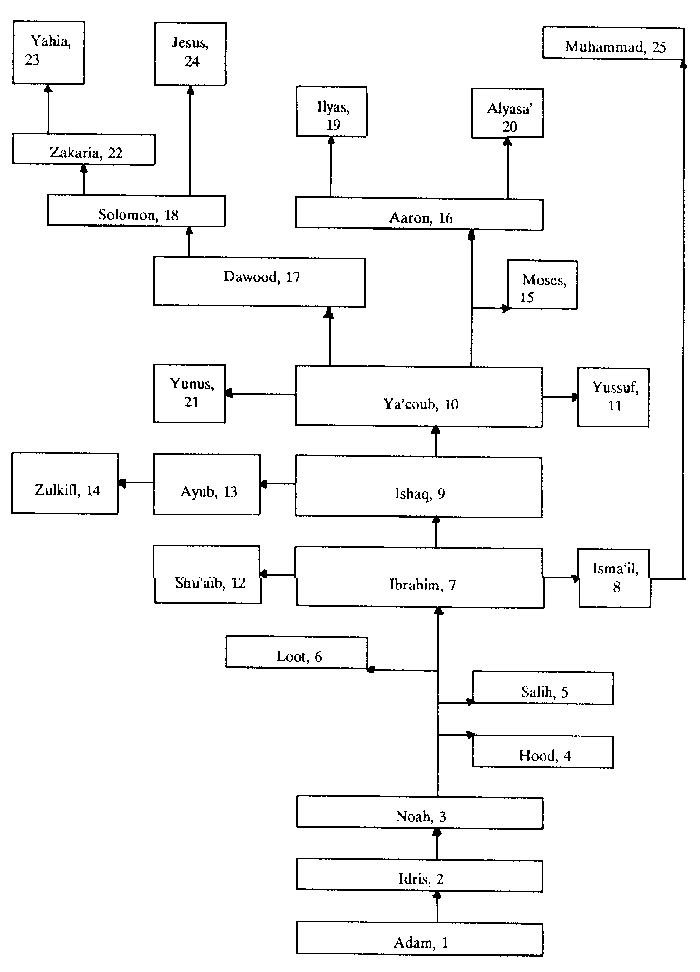 Yahia,
23
Jesus,
24
Muhammad, 25
Ilyas,
19
Alyasa'
20
Zakaria, 22
Solomon, 18
Aaron, 16
Dawood, 17
Moses,
15
Yunus,
21
Ya'coub, 10
Yussuf,
11
Zulkifl, 14
Ayub, 13
Ishaq, 9
Shu'aib, 12
Ibrahim, 7
Isma'il,
8
Loot, 6
Salih, 5
Hood, 4
Noah, 3
Idris, 2
Adam, 1